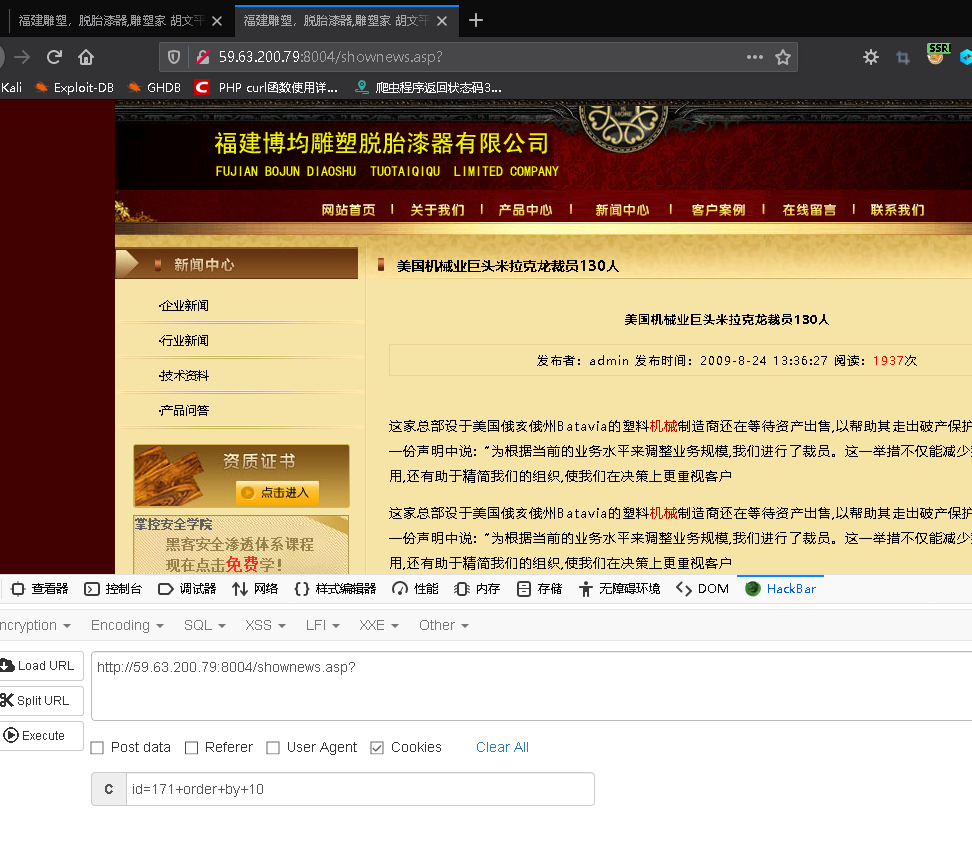 福建雕塑，脱胎漆器,雕塑家 胡文平
福建雕塑，脱胎漆器,雕塑家 胡文平
59.63.200.79:8004/shownews.asp?
SSR
Kali Exploit-DB GHDB PHP curl函数使用详... 爬虫程序返回状态码3...
MORE
福建博均雕塑脱胎漆器有限公司
FUJIAN BOJUN DIAOSHU TUOTAIQIQU LIMITED COMPANY
网站首页 | 关于我们 | 产品中心 | 新闻中心 | 客户案例 | 在线留言 | 联系我们
新闻中心
·企业新闻
·行业新闻
·技术资料
·产品问答
资质证书
点击进入
掌控安全学院
黑客安全渗透体系课程
现在点击免费学!
美国机械业巨头米拉克龙裁员130人
美国机械业巨头米拉克龙裁员130人
发布者：admin 发布时间：2009-8-24 13:36:27 阅读：1937次
这家总部设于美国俄亥俄州Batavia的塑料机械制造商还在等待资产出售,以帮助其走出破产保护
一份声明中说：“为根据当前的业务水平来调整业务规模,我们进行了裁员。这一举措不仅能减少
用,还有助于精简我们的组织,使我们在决策上更重视客户
这家总部设于美国俄亥俄州Batavia的塑料机械制造商还在等待资产出售,以帮助其走出破产保护
一份声明中说：“为根据当前的业务水平来调整业务规模,我们进行了裁员。这一举措不仅能减少
用,还有助于精简我们的组织,使我们在决策上更重视客户
查看器 控制台 调试器 网络 样式编辑器 性能 内存 存储 无障碍环境 DOM HackBar
ncryption Encoding SQL XSS LFI XXE Other
Load URL
Split URL
Execute
http://59.63.200.79:8004/shownews.asp?
Post data Referer User Agent Cookies Clear All
C id=171+order+by+10